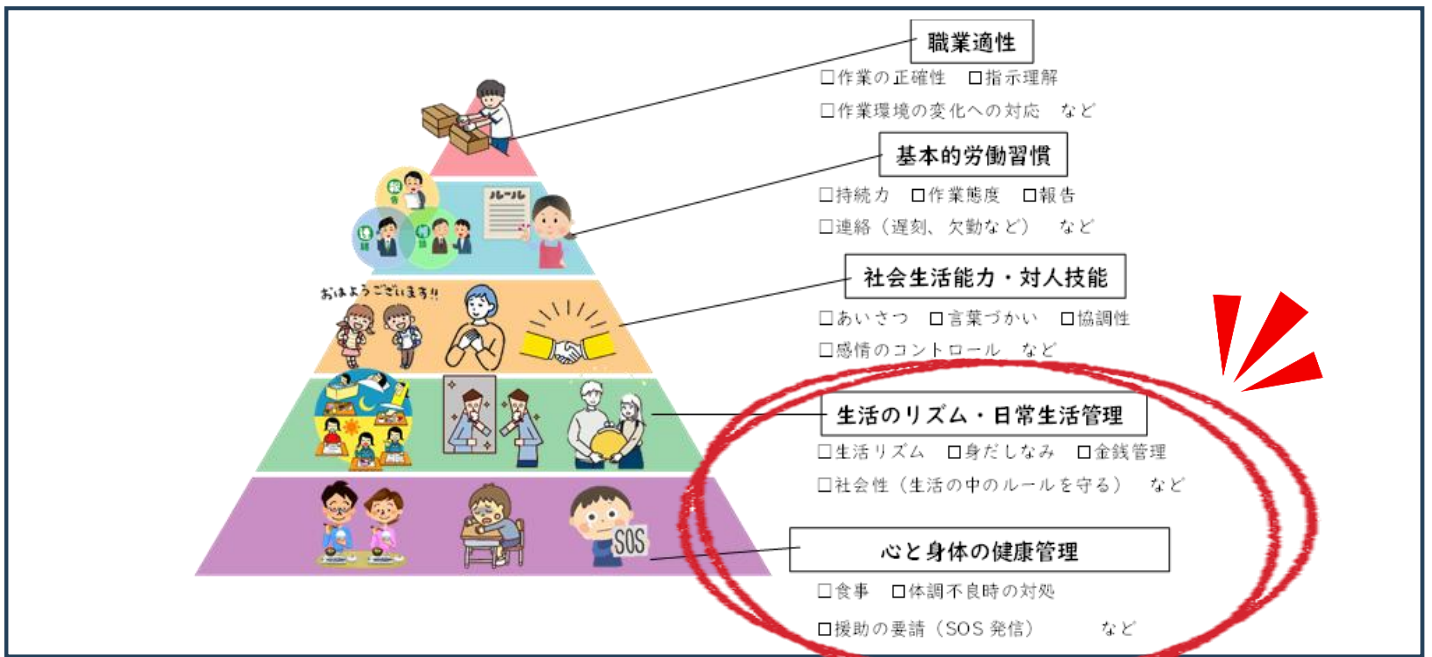 職業適性
□作業の正確性 □指示理解
□作業環境の変化への対応 など
基本的労働習慣
□持続力 □作業態度 □報告
□連絡（遅刻、欠勤など） など
社会生活能力・対人技能
□あいさつ □言葉づかい □協調性
□感情のコントロール など
生活のリズム・日常生活管理
□生活リズム □身だしなみ □金銭管理
□社会性（生活の中のルールを守る） など
心と身体の健康管理
□食事 □体調不良時の対処
□援助の要請（SOS 発信） など
報告
連絡
相談
ルール
おはようございます!!
SOS